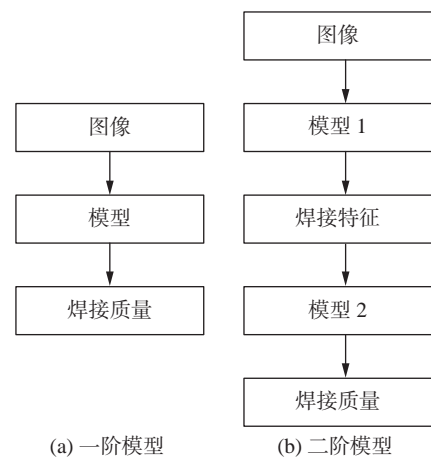 图像
模型
焊接质量
(a) 一阶模型
图像
模型 1
焊接特征
模型 2
焊接质量
(b) 二阶模型